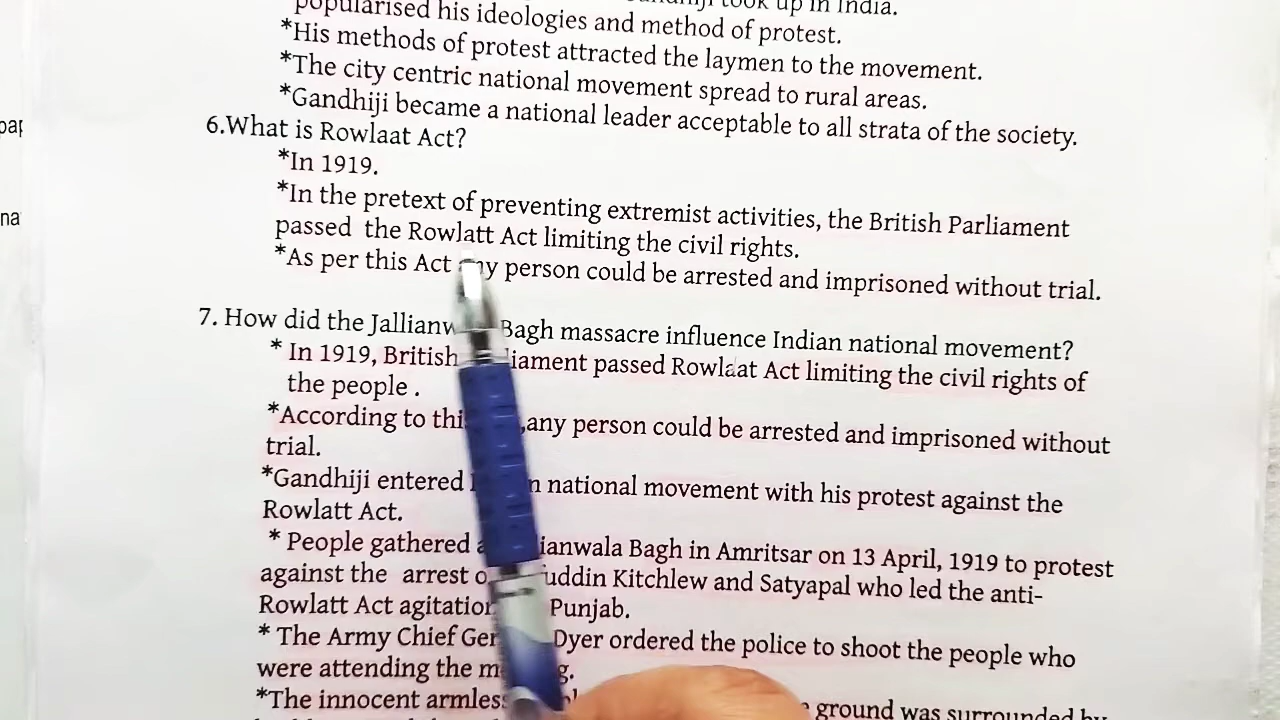 took up in India.
popularised his ideologies and method of protest.
*His methods of protest attracted the laymen to the movement.
*The city centric national movement spread to rural areas.
*Gandhiji became a national leader acceptable to all strata of the society.
6.What is Rowlaat Act?
*In 1919.
*In the pretext of preventing extremist activities, the British Parliament
passed the Rowlatt Act limiting the civil rights.
*As per this Act any person could be arrested and imprisoned without trial.
7. How did the Jallianw Bagh massacre influence Indian national movement?
* In 1919, British liament passed Rowlaat Act limiting the civil rights of
the people .
*According to thi ,any person could be arrested and imprisoned without
trial.
*Gandhiji entered n national movement with his protest against the
Rowlatt Act.
* People gathered ianwala Bagh in Amritsar on 13 April, 1919 to protest
against the arrest o uddin Kitchlew and Satyapal who led the anti-
Rowlatt Act agitation Punjab.
* The Army Chief Gen Dyer ordered the police to shoot the people who
were attending the m g.
*The innocent armless ground was surrounded by